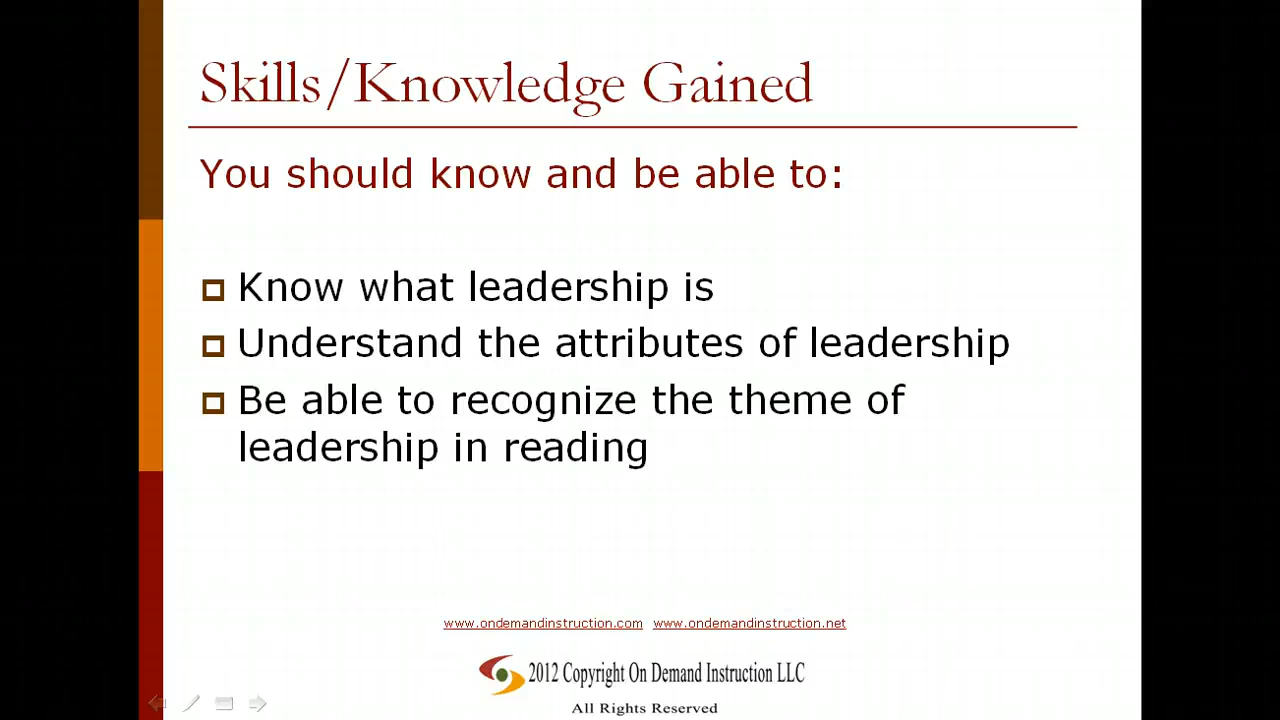 Skills/Knowledge Gained
You should know and be able to:
Know what leadership is
Understand the attributes of leadership
Be able to recognize the theme of
leadership in reading
www.ondemandinstruction.com www.ondemandinstruction.net
2012 Copyright On Demand Instruction LLC
All Rights Reserved